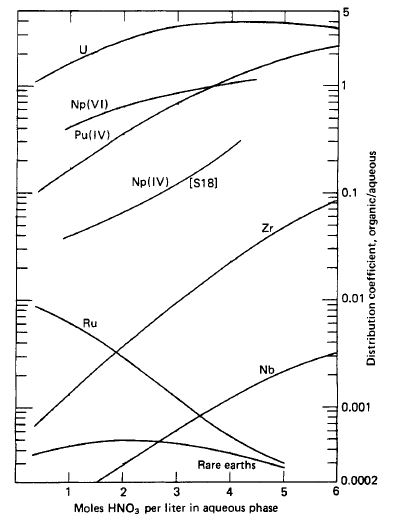 5
U
1
Np(VI)
Pu(IV)
Np(IV) [S18]
0.1
Zr
0.01
Ru
Nb
0.001
Rare earths
0.0002
1 2 3 4 5 6
Moles HNO₃ per liter in aqueous phase
Distribution coefficient, organic/aqueous